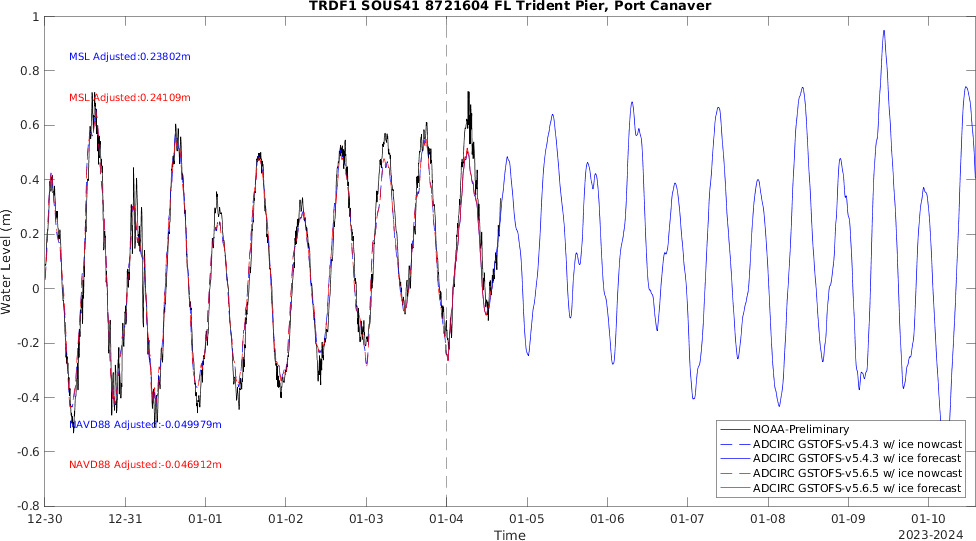 TRDF1 SOUS41 8721604 FL Trident Pier, Port Canaver
1
0.8
0.6
0.4
0.2
0
-0.2
-0.4
-0.6
-0.8
Water Level (m)
MSL Adjusted:0.23802m
MSL Adjusted:0.24109m
NAVD88 Adjusted:-0.049979m
NAVD88 Adjusted:-0.046912m
NOAA-Preliminary
ADCIRC GSTOFS-v5.4.3 w/ ice nowcast
ADCIRC GSTOFS-v5.4.3 w/ ice forecast
ADCIRC GSTOFS-v5.6.5 w/ ice nowcast
ADCIRC GSTOFS-v5.6.5 w/ ice forecast
12-30 12-31 01-01 01-02 01-03 01-04 01-05 01-06 01-07 01-08 01-09 01-10
Time
2023-2024